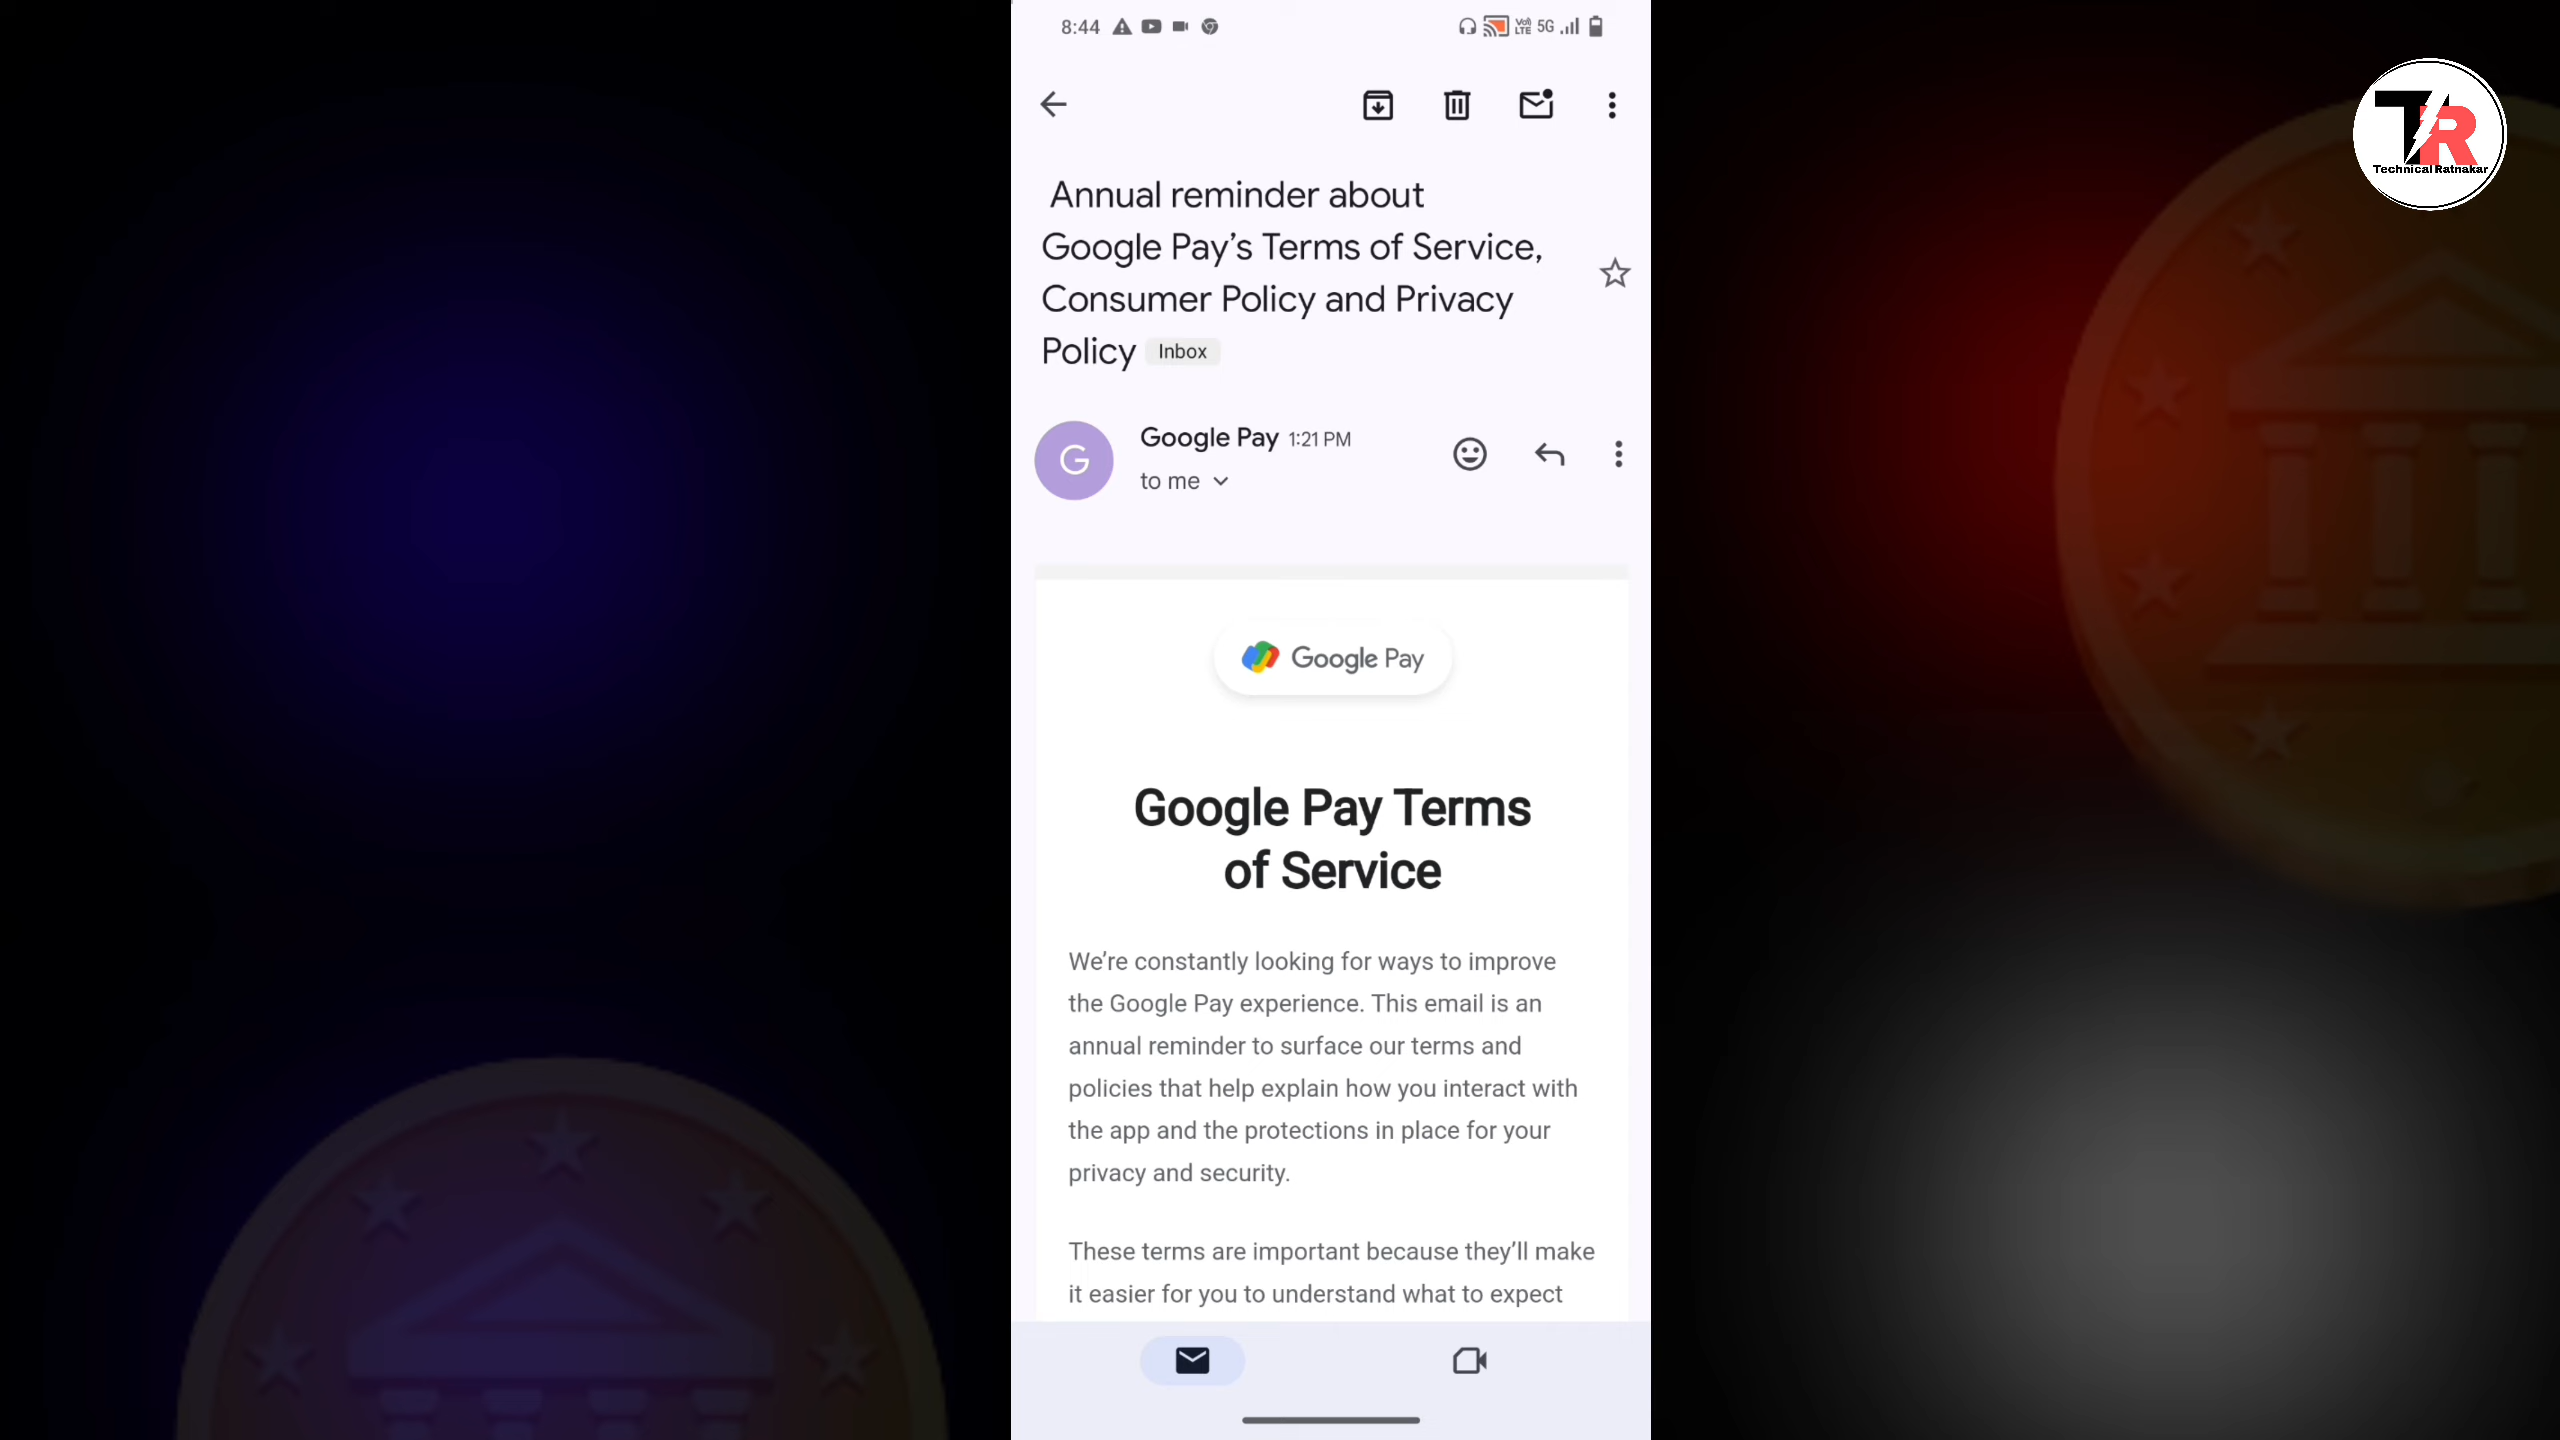 8:44
VoI) LTE 5G
TR
Technical Ratnakar
Annual reminder about
Google Pay’s Terms of Service,
Consumer Policy and Privacy
Policy Inbox
G
Google Pay 1:21 PM
to me
Google Pay
Google Pay Terms
of Service
We’re constantly looking for ways to improve
the Google Pay experience. This email is an
annual reminder to surface our terms and
policies that help explain how you interact with
the app and the protections in place for your
privacy and security.
These terms are important because they’ll make
it easier for you to understand what to expect